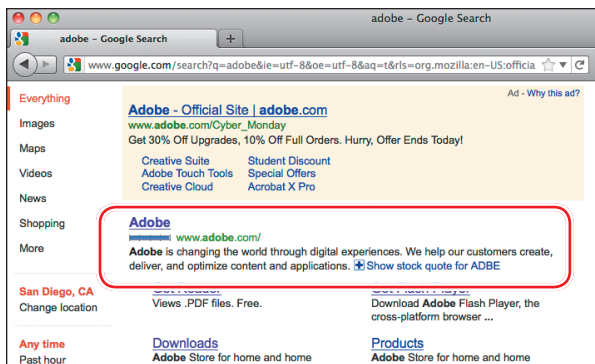 adobe – Google Search
adobe – Google Search
www.google.com/search?q=adobe&ie=utf-8&oe=utf-8&aq=t&rls=org.mozilla:en-US:officia
Everything
Images
Maps
Videos
News
Shopping
More
San Diego, CA
Change location
Any time
Past hour
Ad - Why this ad?
Adobe - Official Site | adobe.com
www.adobe.com/Cyber_Monday
Get 30% Off Upgrades, 10% Off Full Orders. Hurry, Offer Ends Today!
Creative Suite Student Discount
Adobe Touch Tools Special Offers
Creative Cloud Acrobat X Pro
Adobe
www.adobe.com/
Adobe is changing the world through digital experiences. We help our customers create,
deliver, and optimize content and applications. Show stock quote for ADBE
Get Reader Get Flash Player
Views .PDF files. Free. Download Adobe Flash Player, the
cross-platform browser ...
Downloads Products
Adobe Store for home and home Adobe Store for home and home